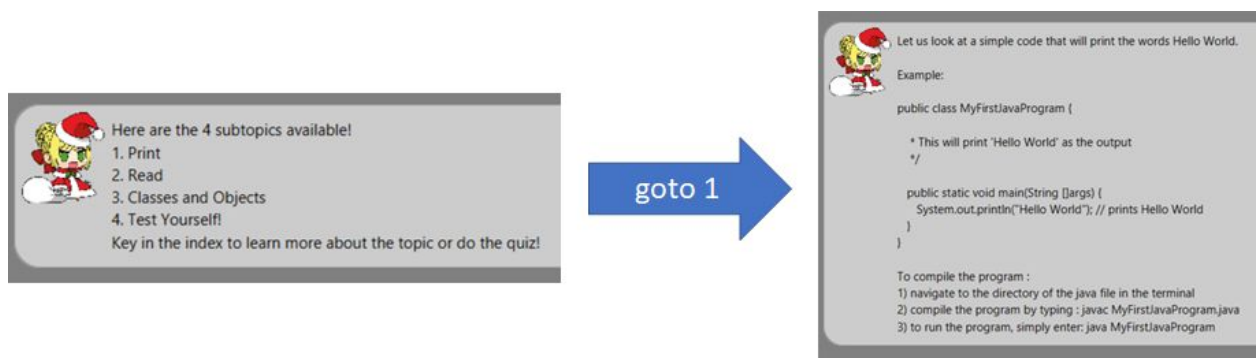 Here are the 4 subtopics available!
1. Print
2. Read
3. Classes and Objects
4. Test Yourself!
Key in the index to learn more about the topic or do the quiz!
goto 1
Let us look at a simple code that will print the words Hello World.
Example:
public class MyFirstJavaProgram {
* This will print 'Hello World' as the output
*/
public static void main(String []args) {
System.out.println("Hello World"); // prints Hello World
}
}
To compile the program :
1) navigate to the directory of the java file in the terminal
2) compile the program by typing : javac MyFirstJavaProgram.java
3) to run the program, simply enter: java MyFirstJavaProgram